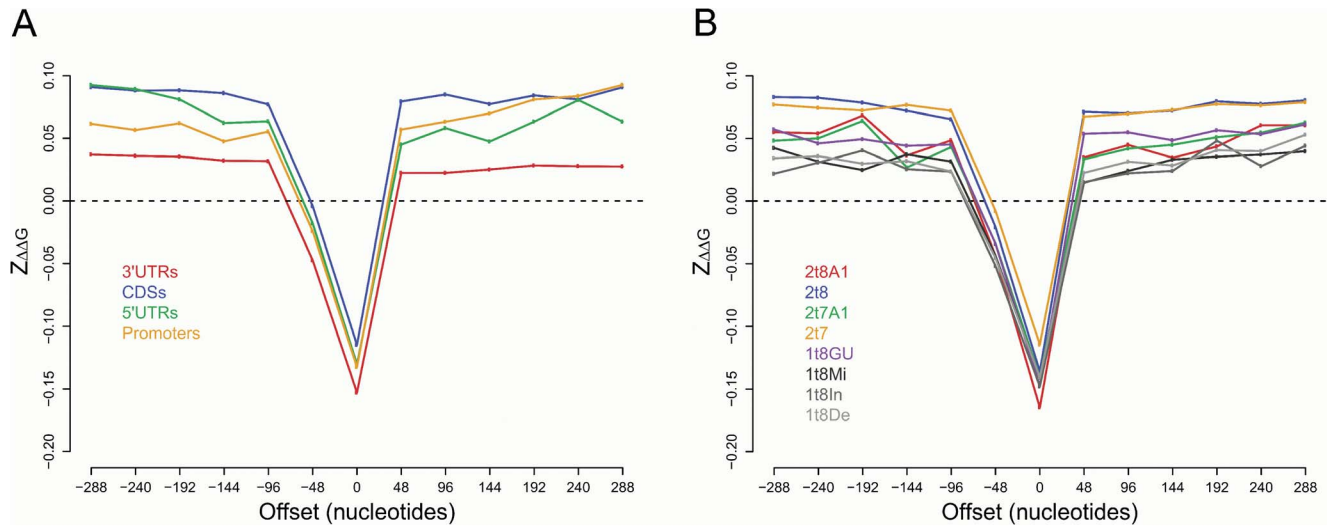 A
B
0.10
0.05
0.00
−0.05
−0.10
−0.15
−0.20
ZΔΔG
3'UTRs
CDSs
5'UTRs
Promoters
−288 −240 −192 −144 −96 −48 0 48 96 144 192 240 288
Offset (nucleotides)
0.10
0.05
0.00
−0.05
−0.10
−0.15
−0.20
ZΔΔG
2t8A1
2t8
2t7A1
2t7
1t8GU
1t8Mi
1t8In
1t8De
−288 −240 −192 −144 −96 −48 0 48 96 144 192 240 288
Offset (nucleotides)